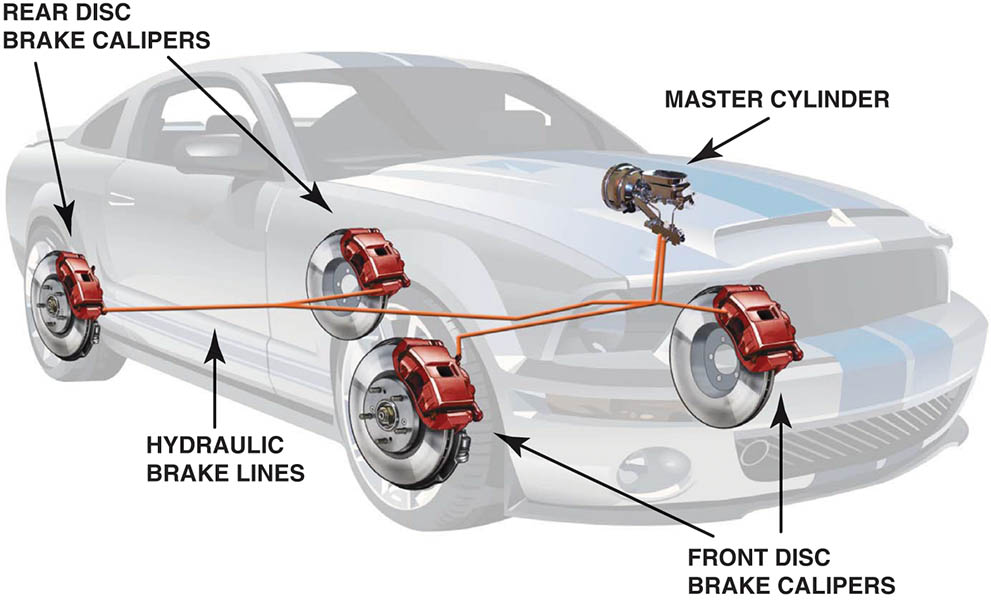 REAR DISC
BRAKE CALIPERS
MASTER CYLINDER
HYDRAULIC
BRAKE LINES
FRONT DISC
BRAKE CALIPERS